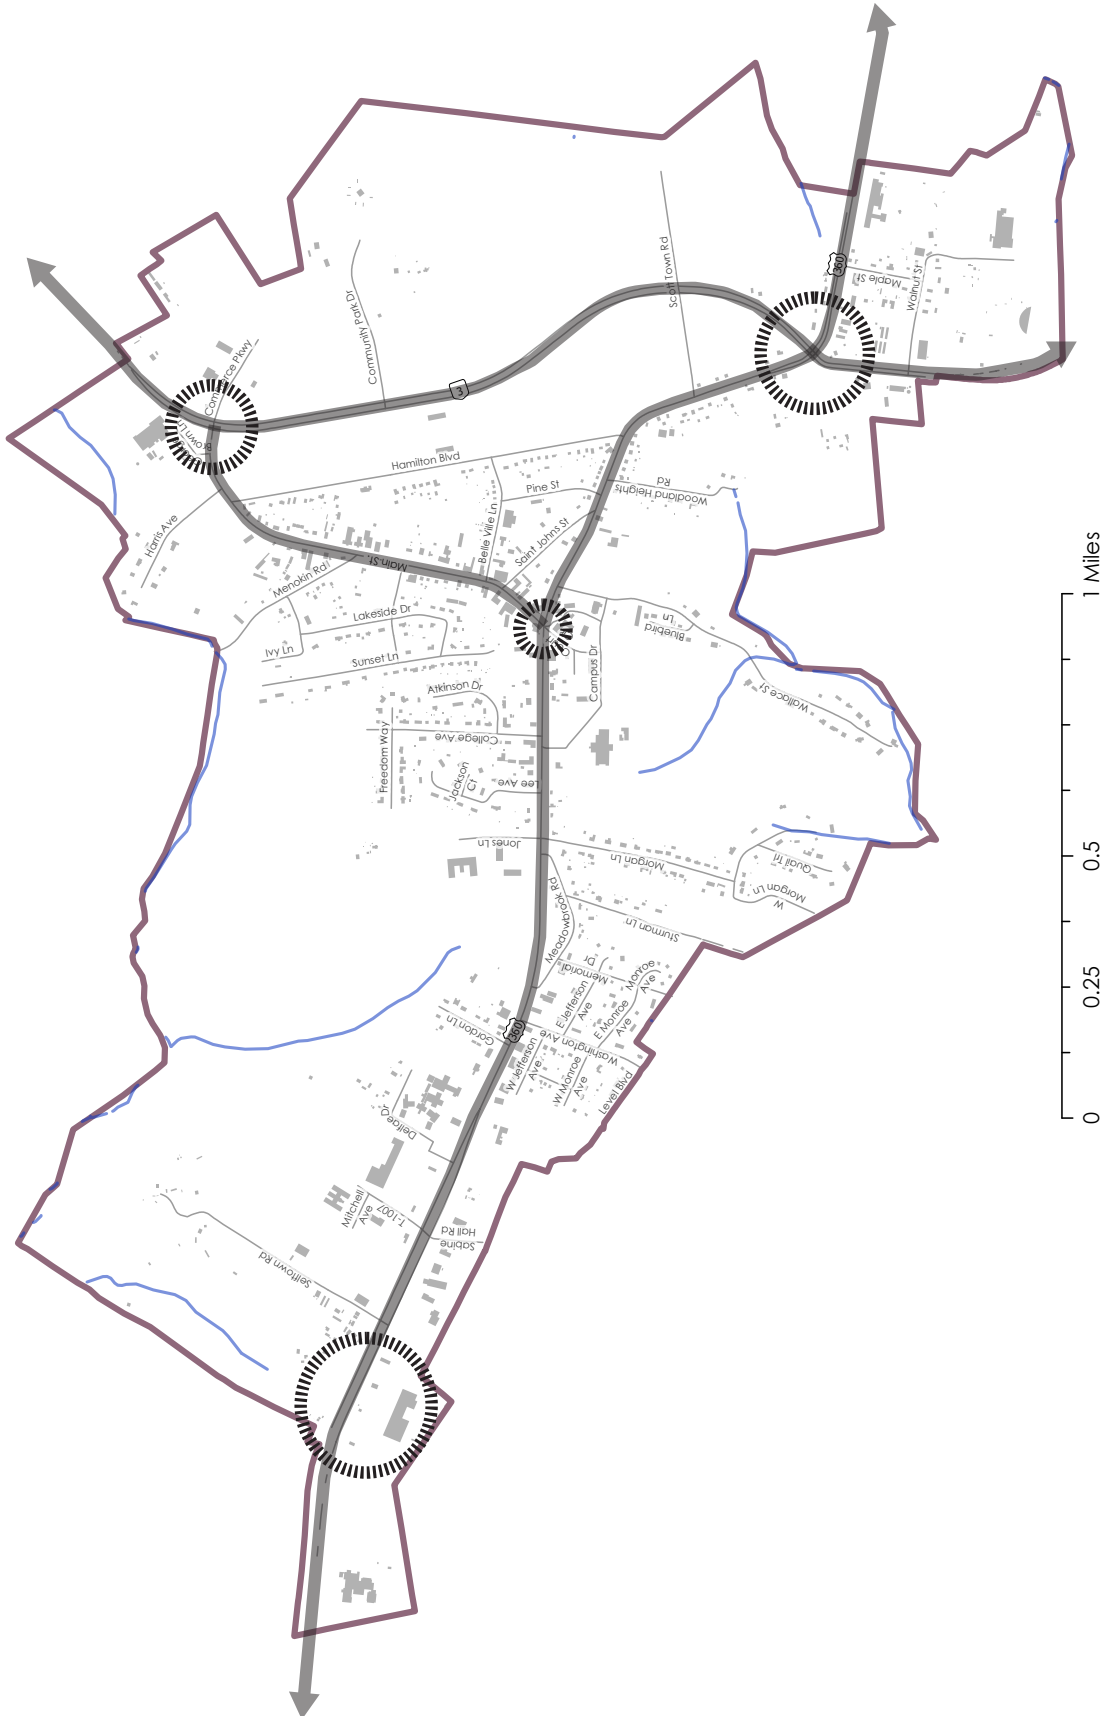 Commerce Pkwy
Brown Ln
Community Park Dr
Scott Town Rd
360
Maple St
Walnut St
3
Hamilton Blvd
Harris Ave
Pine St
Woodland Heights
Rd
Belle Ville Ln
Saint Johns St
Main St
Menokin Rd
Lakeside Dr
Ivy Ln
Sunset Ln
Bluebird
Ln
Campus Dr
Atkinson Dr
Wallace St
College Ave
Freedom Way
Jackson
Ct
Lee Ave
Jones Ln
Morgan Ln
Quail Trl
W
Morgan Ln
Meadowbrook Rd
Sturman Ln
Memorial
Dr
Monroe
Ave
E Jefferson
Ave
E Monroe
Ave
Gordon Ln
360
Washington Ave
W Jefferson
Ave
W Monroe
Ave
Level Blvd
Delfae Dr
Mitchell
Ave
T-1007
Sabine
Hall Rd
Selftown Rd
0
0.25
0.5
1 Miles